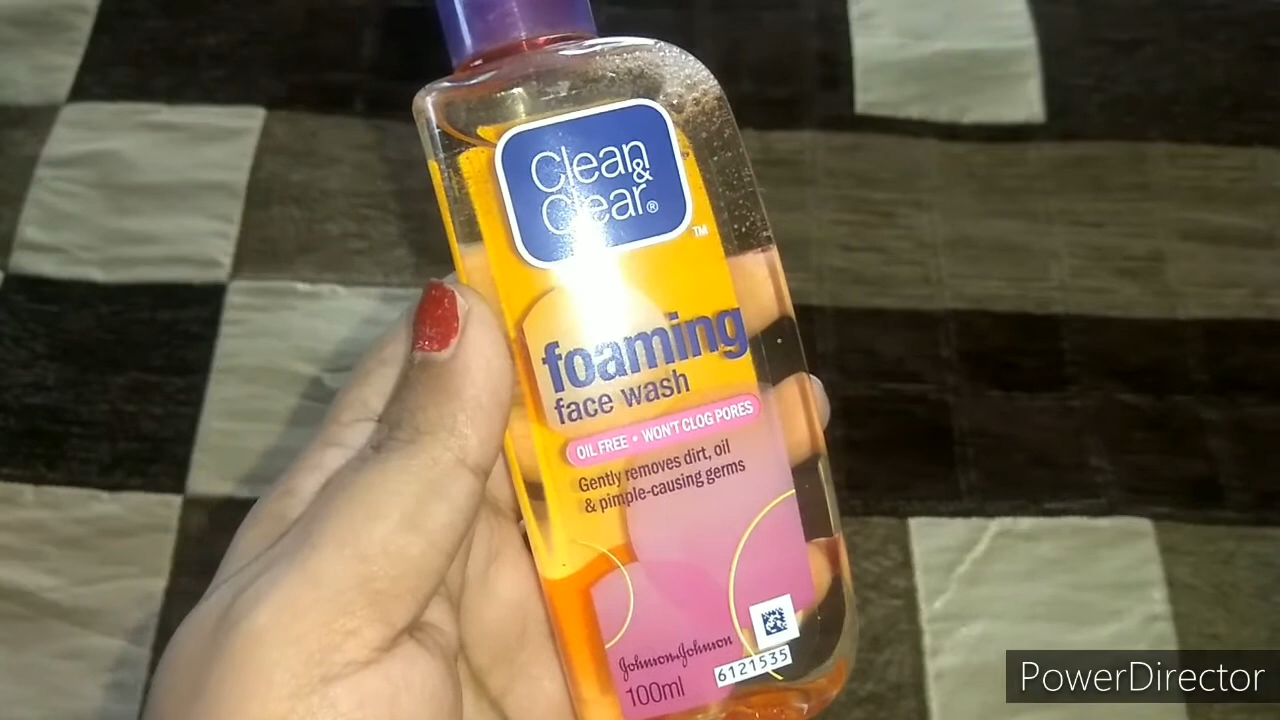 Clean
&
Clear®
TM
foaming
face wash
OIL FREE • WON'T CLOG PORES
Gently removes dirt, oil
& pimple-causing germs
Johnson & Johnson
6121535
100ml
PowerDirector